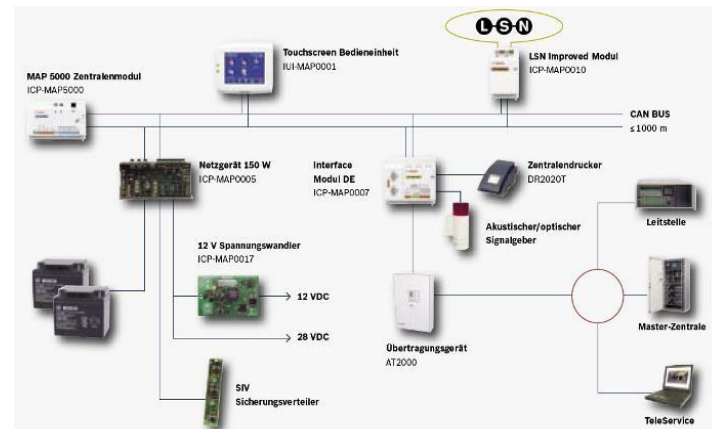 LSN
Touchscreen Bedieneinheit
IUI-MAP0001
LSN Improved Modul
ICP-MAP0010
MAP 5000 Zentralenmodul
ICP-MAP5000
CAN BUS
≤ 1000 m
Netzgerät 150 W
ICP-MAP0005
Interface
Modul DE
ICP-MAP0007
Zentralendrucker
DR2020T
Leitstelle
Akustischer/optischer
Signalgeber
12 V Spannungswandler
ICP-MAP0017
12 VDC
28 VDC
Master-Zentrale
Übertragungsgerät
AT2000
SIV
Sicherungsverteiler
TeleService